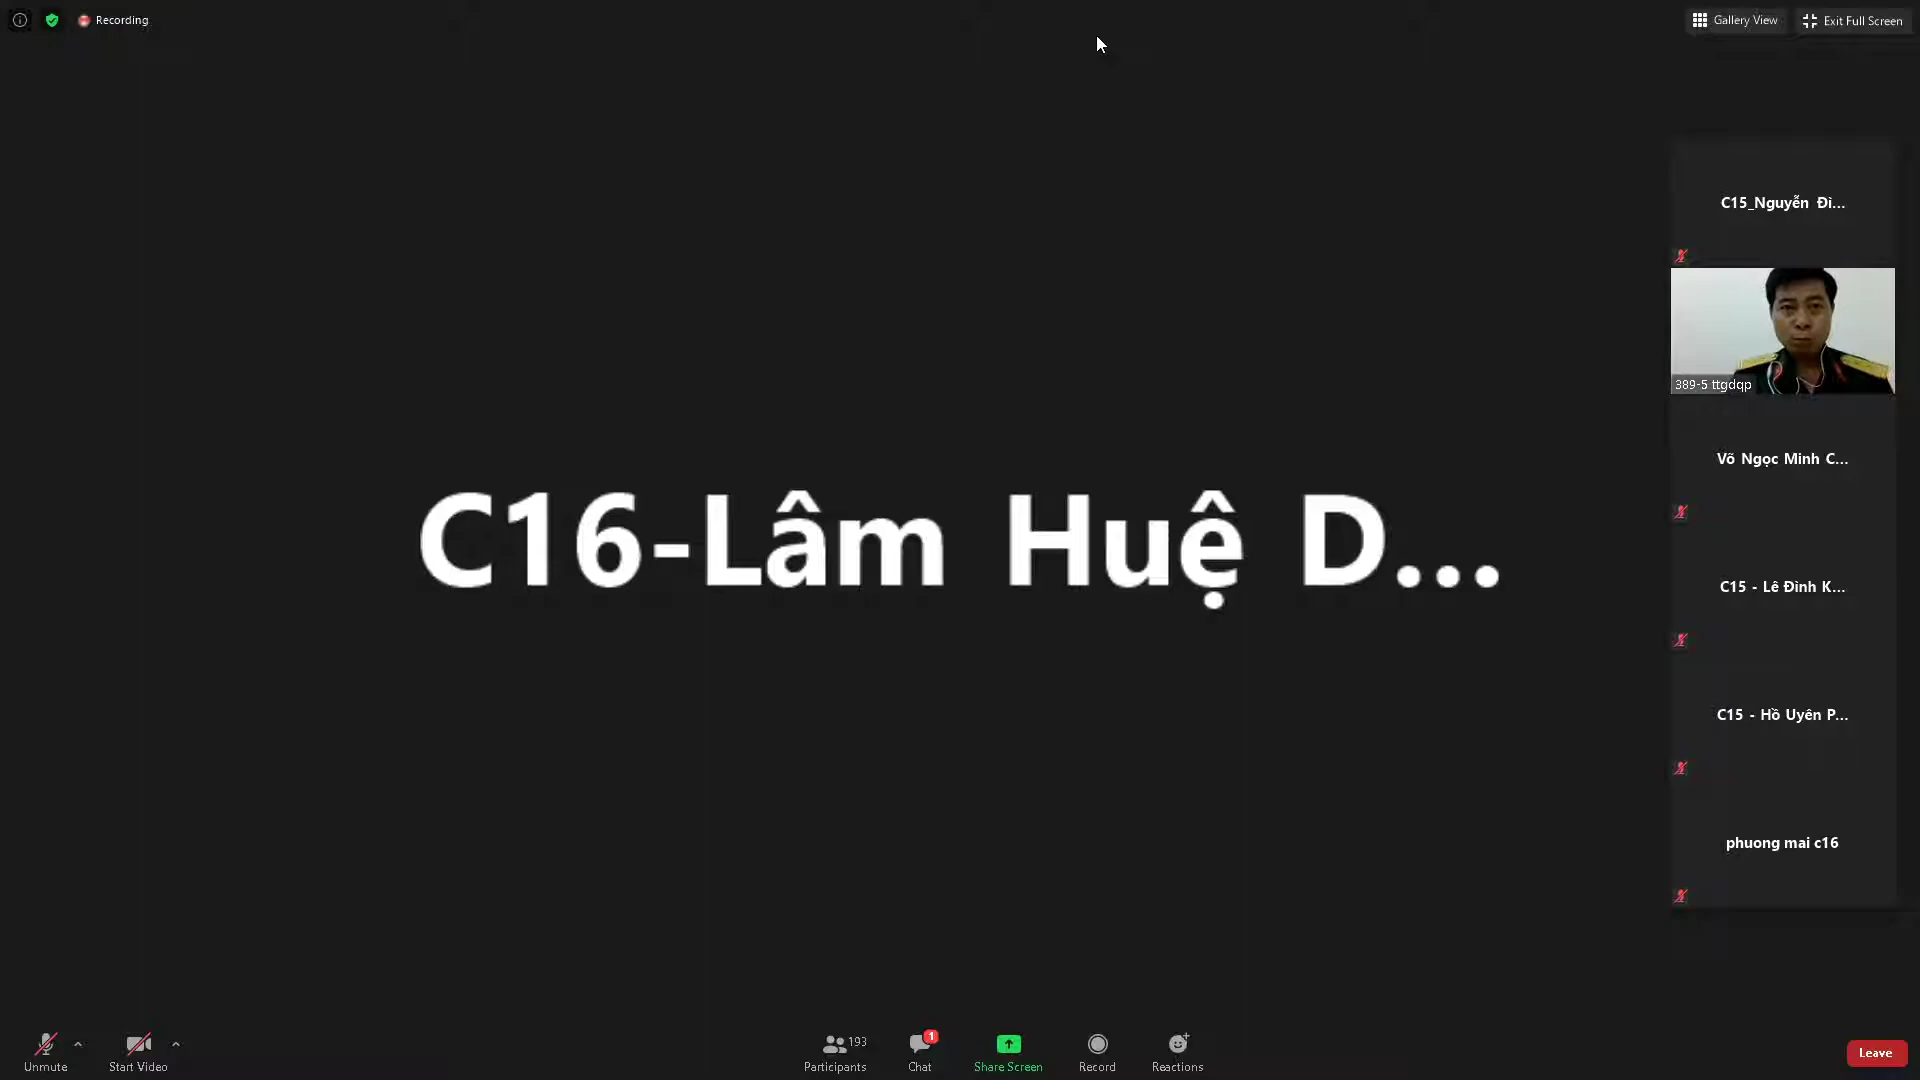 Recording
Gallery View
Exit Full Screen
C15_Nguyễn Đì...
389-5 ttgdqp
Võ Ngọc Minh C...
C16-Lâm Huệ D...
C15 - Lê Đình K...
C15 - Hồ Uyên P...
phuong mai c16
Unmute
Start Video
193
Participants
1
Chat
Share Screen
Record
Reactions
Leave